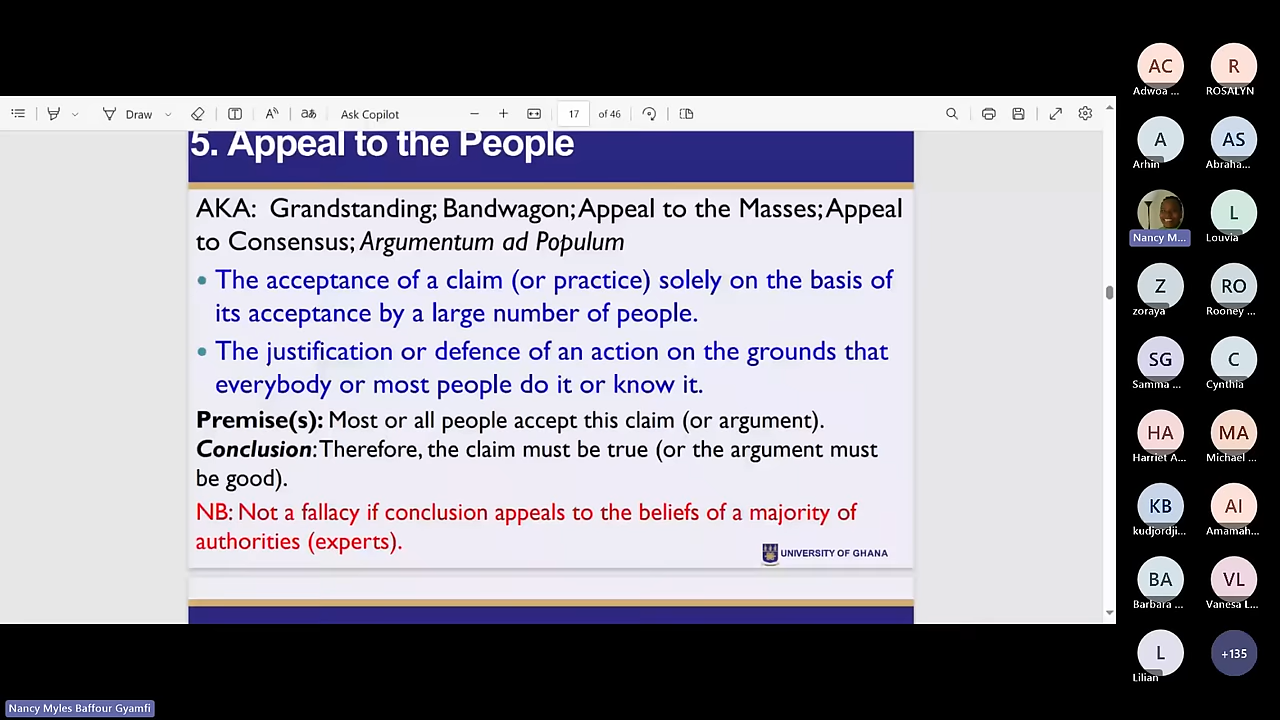 Draw
Ask Copilot
17 of 46
5. Appeal to the People
AKA: Grandstanding; Bandwagon; Appeal to the Masses; Appeal
to Consensus; Argumentum ad Populum
• The acceptance of a claim (or practice) solely on the basis of
its acceptance by a large number of people.
• The justification or defence of an action on the grounds that
everybody or most people do it or know it.
Premise(s): Most or all people accept this claim (or argument).
Conclusion: Therefore, the claim must be true (or the argument must
be good).
NB: Not a fallacy if conclusion appeals to the beliefs of a majority of
authorities (experts).
UNIVERSITY OF GHANA
AC
Adwoa ...
R
ROSALYN
A
Arhin
AS
Abraha...
Nancy M...
L
Louvia
Z
zoraya
RO
Rooney ...
SG
Samma ...
C
Cynthia
HA
Harriet A...
MA
Michael ...
KB
kudjordji...
AI
Amamah...
BA
Barbara ...
VL
Vanesa L...
L
Lilian
+135
Nancy Myles Baffour Gyamfi